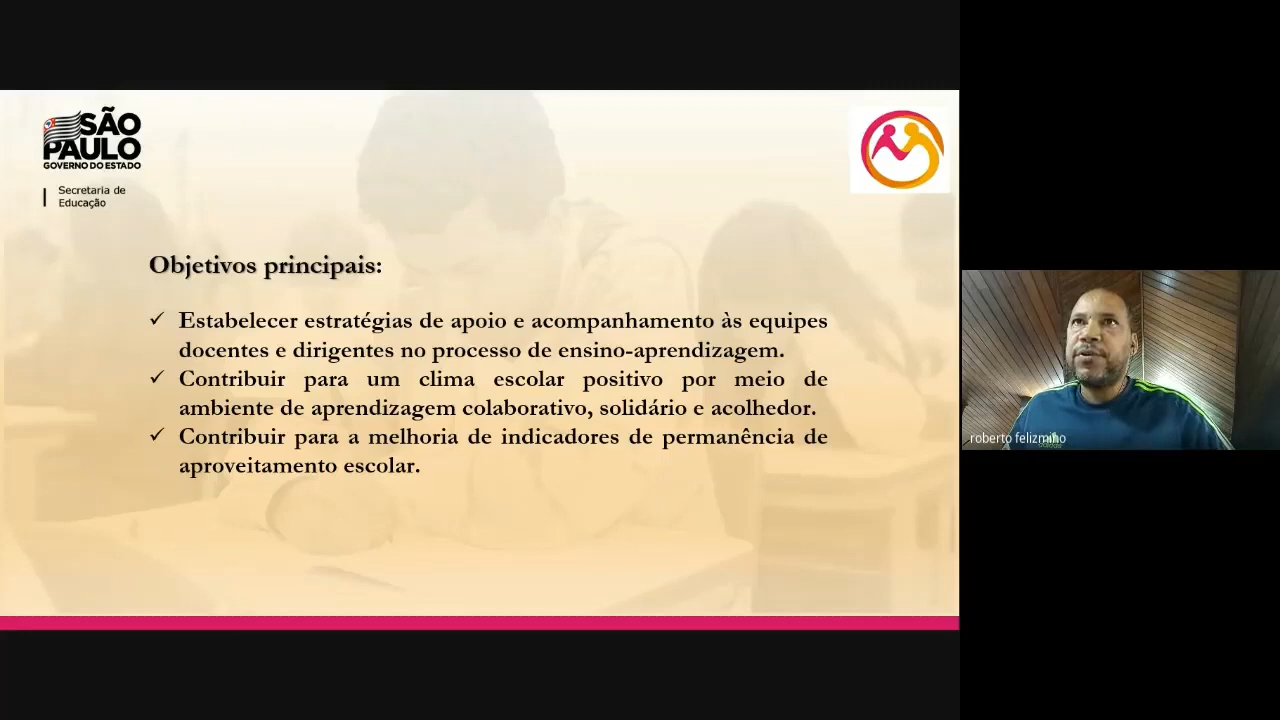 SÃO
PAULO
GOVERNO DO ESTADO
Secretaria de
Educação
Objetivos principais:
✓ Estabelecer estratégias de apoio e acompanhamento às equipes
docentes e dirigentes no processo de ensino-aprendizagem.
✓ Contribuir para um clima escolar positivo por meio de
ambiente de aprendizagem colaborativo, solidário e acolhedor.
✓ Contribuir para a melhoria de indicadores de permanência de
aproveitamento escolar.
roberto felizmino
adidas